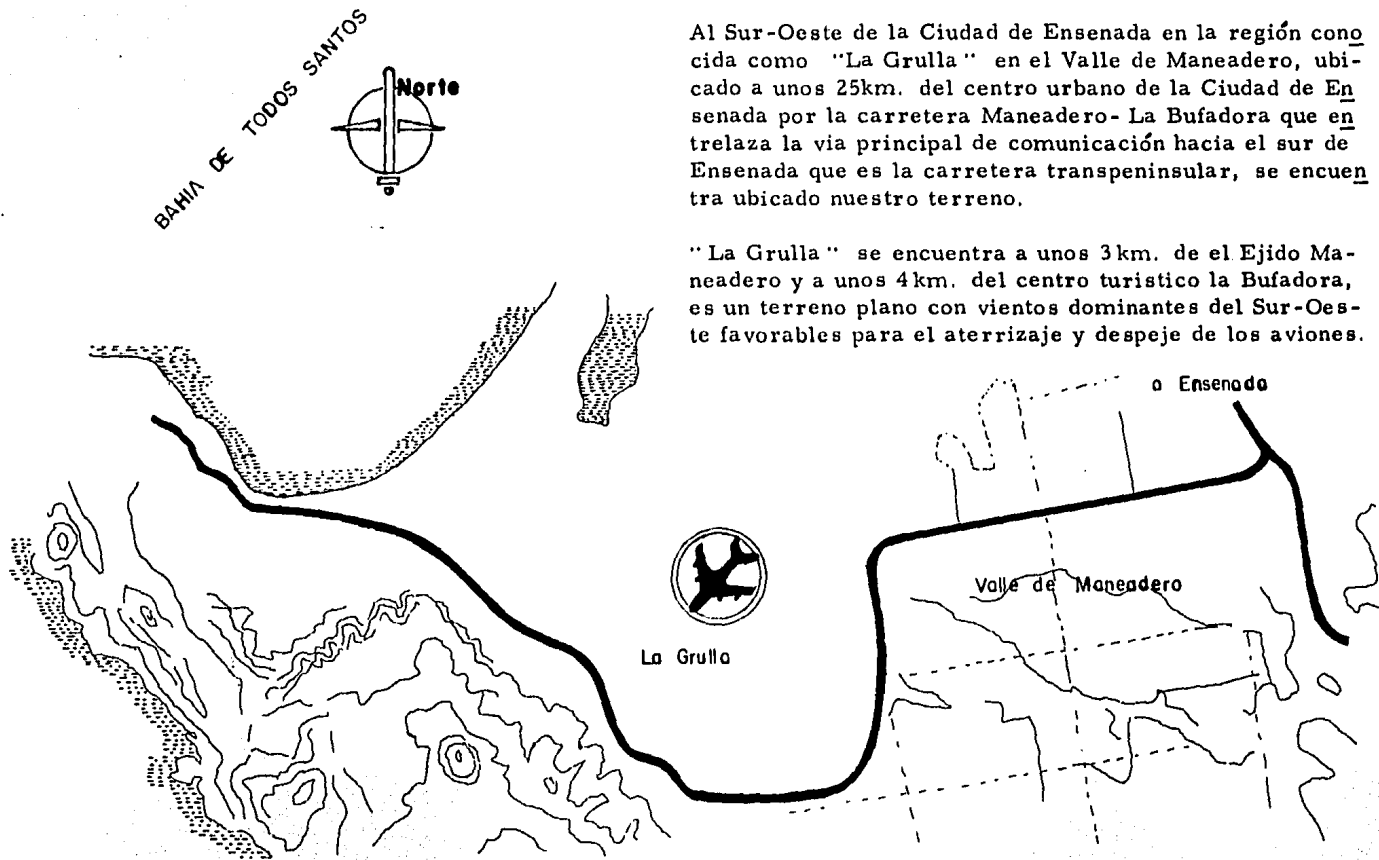 BAHIA DE TODOS SANTOS
Norte
Al Sur-Oeste de la Ciudad de Ensenada en la región cono
cida como "La Grulla" en el Valle de Maneadero, ubi-
cado a unos 25km. del centro urbano de la Ciudad de En
senada por la carretera Maneadero- La Bufadora que en
trelaza la via principal de comunicación hacia el sur de
Ensenada que es la carretera transpeninsular, se encuen
tra ubicado nuestro terreno.
"La Grulla" se encuentra a unos 3km. de el Ejido Ma-
neadero y a unos 4km. del centro turistico la Bufadora,
es un terreno plano con vientos dominantes del Sur-Oes-
te favorables para el aterrizaje y despeje de los aviones.
a Ensenada
Valle de Maneadero
La Grulla